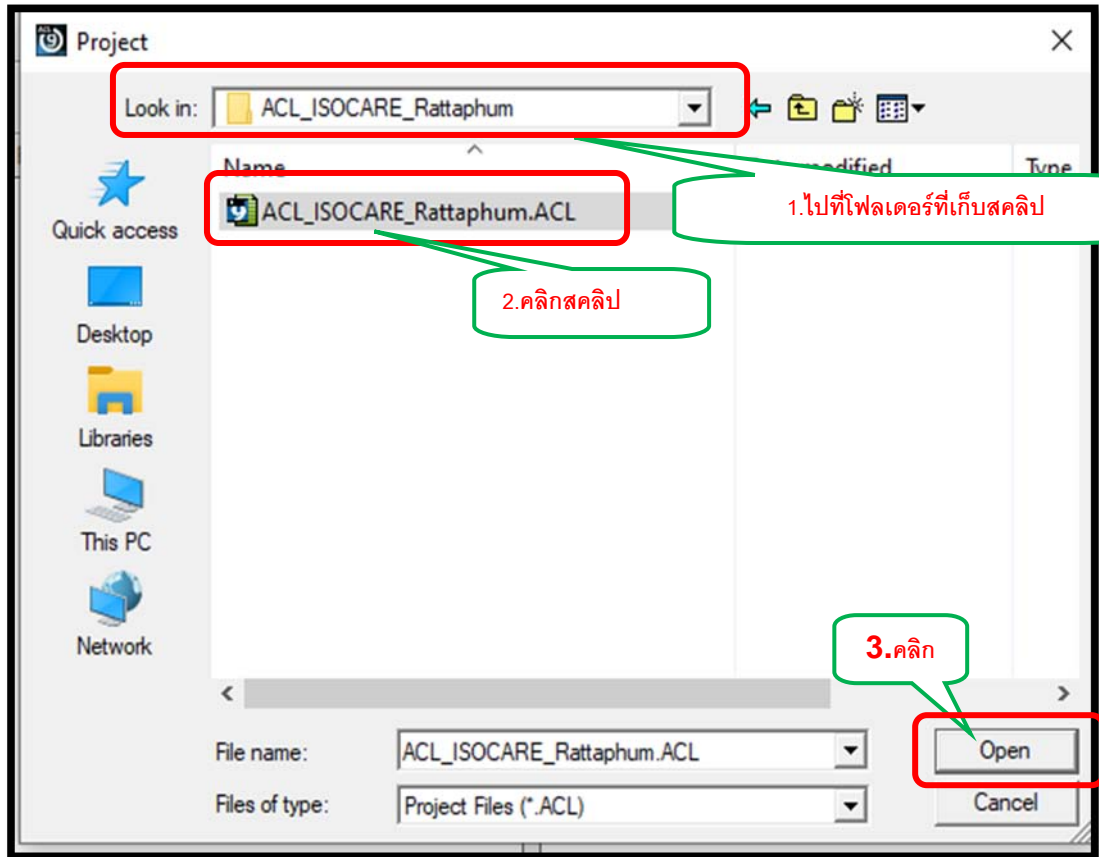 Project
Look in: ACL_ISOCARE_Rattaphum
Name modified Type
ACL_ISOCARE_Rattaphum.ACL
1.ไปที่โฟลเดอร์ที่เก็บสคลิป
Quick access
2.คลิกสคลิป
Desktop
Libraries
This PC
Network
3.คลิก
File name: ACL_ISOCARE_Rattaphum.ACL Open
Files of type: Project Files (*.ACL) Cancel